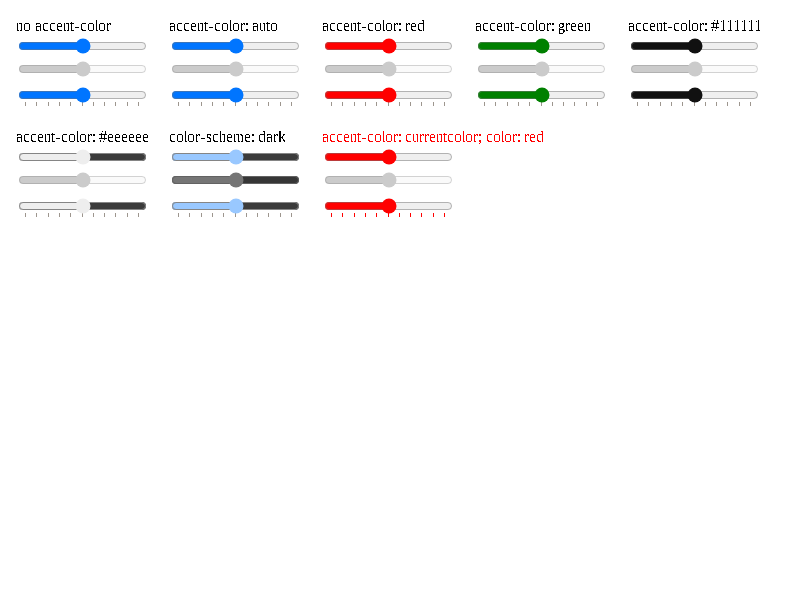 no accent-color
accent-color: auto
accent-color: red
accent-color: green
accent-color: #111111
accent-color: #eeeeee
color-scheme: dark
accent-color: currentcolor; color: red